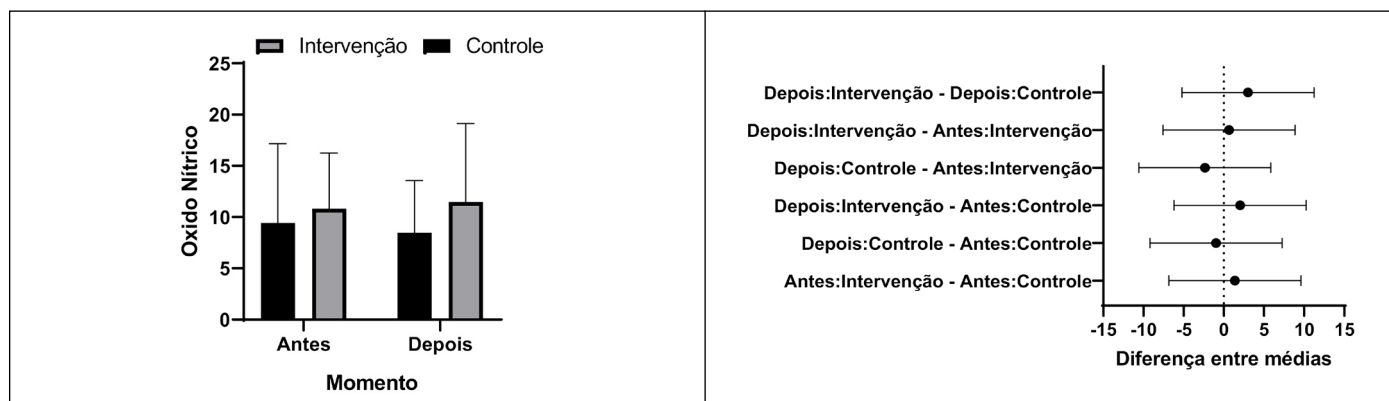 Intervenção Controle
25
20
15
10
5
0
Oxido Nítrico
Antes Depois
Momento
Depois:Intervenção - Depois:Controle
Depois:Intervenção - Antes:Intervenção
Depois:Controle - Antes:Intervenção
Depois:Intervenção - Antes:Controle
Depois:Controle - Antes:Controle
Antes:Intervenção - Antes:Controle
-15 -10 -5 0 5 10 15
Diferença entre médias